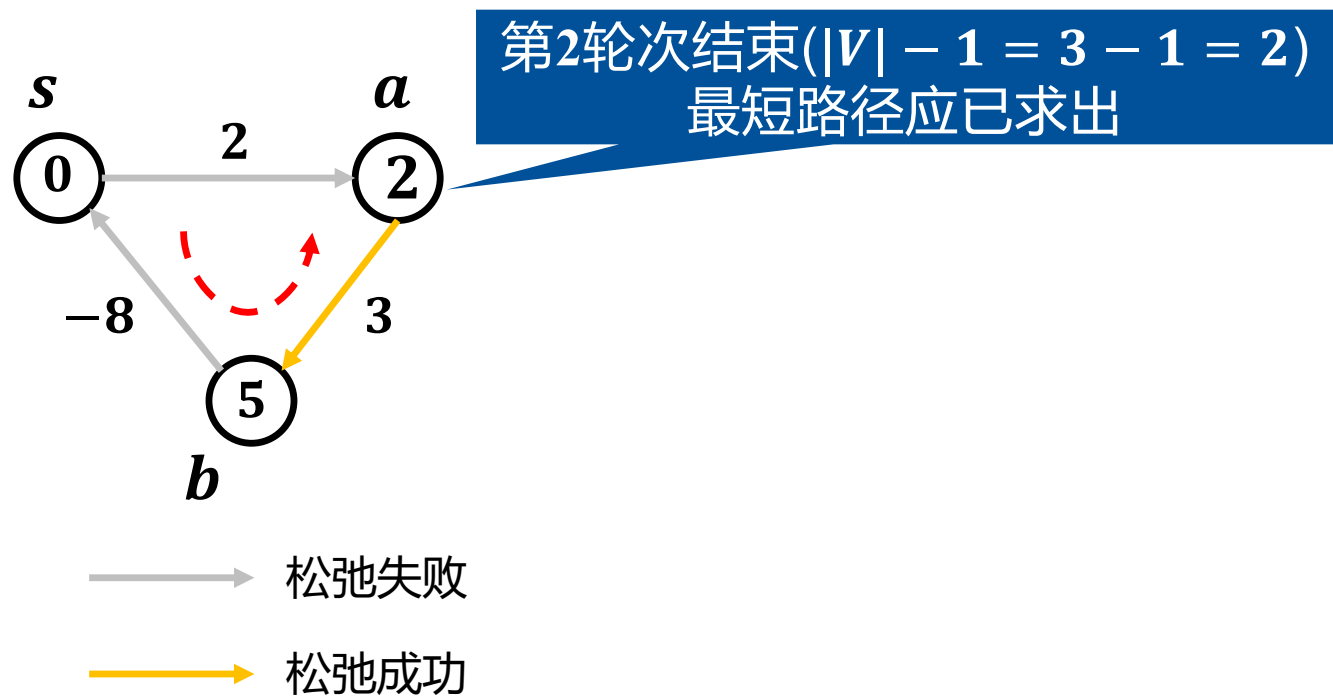 第2轮次结束(|V| − 1 = 3 − 1 = 2)
最短路径应已求出
s
a
2
0
2
−8
3
5
b
松弛失败
松弛成功